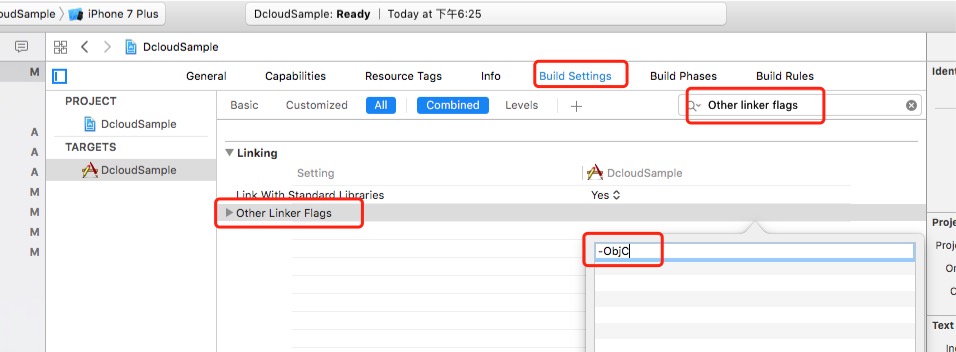 oudSample 〉 iPhone 7 Plus
DcloudSample: Ready | Today at 下午6:25
DcloudSample
M
General Capabilities Resource Tags Info Build Settings Build Phases Build Rules
Ident
PROJECT
Basic Customized All Combined Levels + Other linker flags
DcloudSample
A
TARGETS
A
Linking
A
DcloudSample
Setting DcloudSample
M
Link With Standard Libraries Yes
M
Other Linker Flags
Proje
M
Proje
M
-ObjC
Or
C
Text
Ind